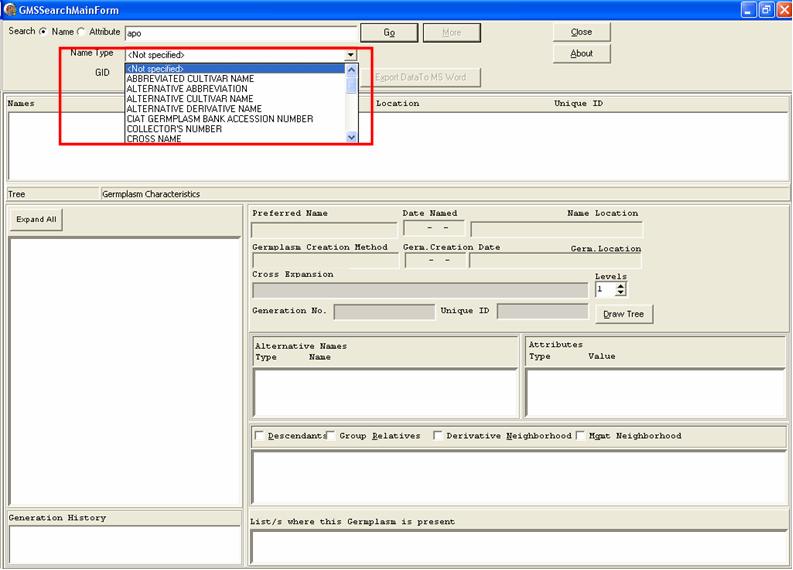 GMSSearchMainForm
Search Name Attribute apo Go More Close
Name Type <Not specified> About
GID <Not specified> Export DataTo MS Word
ABBREVIATED CULTIVAR NAME
ALTERNATIVE ABBREVIATION
ALTERNATIVE CULTIVAR NAME
ALTERNATIVE DERIVATIVE NAME
CIAT GERMPLASM BANK ACCESSION NUMBER
COLLECTOR'S NUMBER
CROSS NAME
Names Location Unique ID
Tree Germplasm Characteristics
Expand All
Preferred Name Date Named Name Location
- -
Germplasm Creation Method Germ.Creation Date Germ.Location
- -
Cross Expansion Levels
1
Generation No. Unique ID Draw Tree
Alternative Names Attributes
Type Name Type Value
Descendants Group Relatives Derivative Neighborhood Mgmt Neighborhood
Generation History
List/s where this Germplasm is present